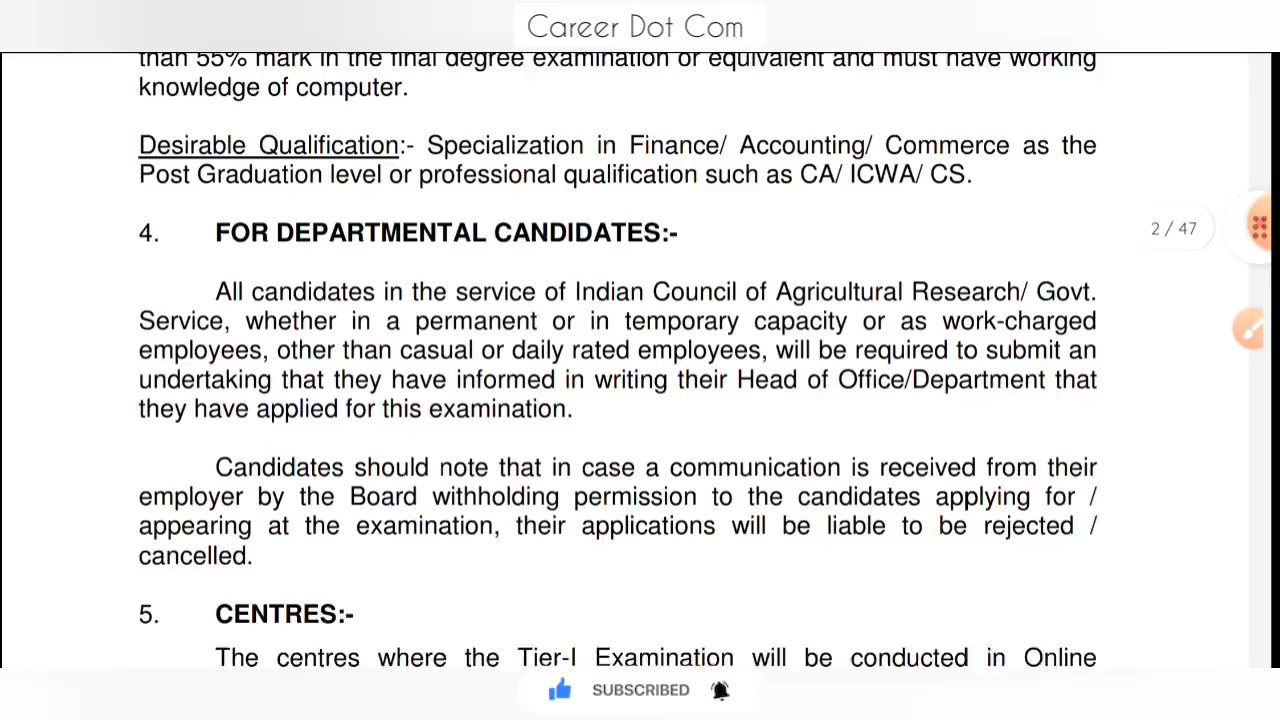 Career Dot Com
than 55% mark in the final degree examination or equivalent and must have working
knowledge of computer.
Desirable Qualification:- Specialization in Finance/ Accounting/ Commerce as the
Post Graduation level or professional qualification such as CA/ ICWA/ CS.
4. FOR DEPARTMENTAL CANDIDATES:-
2 / 47
All candidates in the service of Indian Council of Agricultural Research/ Govt.
Service, whether in a permanent or in temporary capacity or as work-charged
employees, other than casual or daily rated employees, will be required to submit an
undertaking that they have informed in writing their Head of Office/Department that
they have applied for this examination.
Candidates should note that in case a communication is received from their
employer by the Board withholding permission to the candidates applying for /
appearing at the examination, their applications will be liable to be rejected /
cancelled.
5. CENTRES:-
The centres where the Tier-I Examination will be conducted in Online
SUBSCRIBED